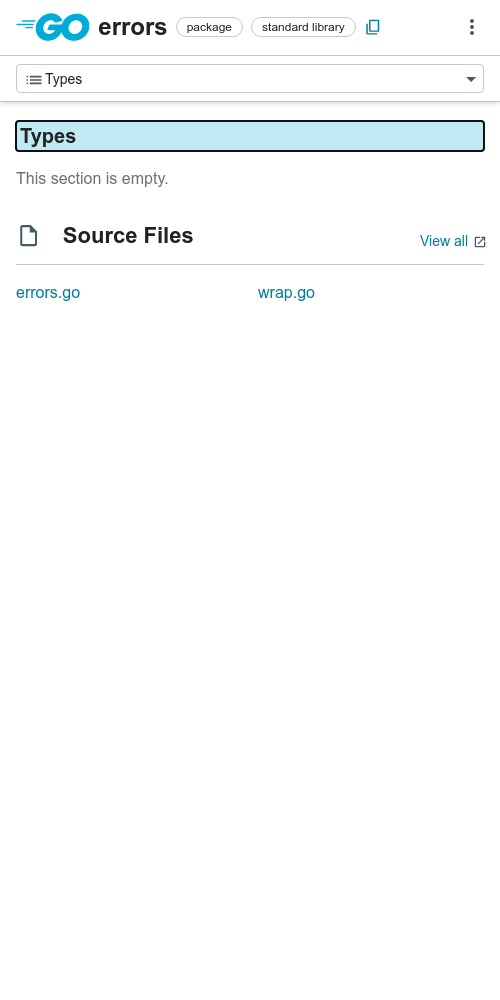 GO errors package standard library
Types
Types
This section is empty.
Source Files View all
errors.go wrap.go